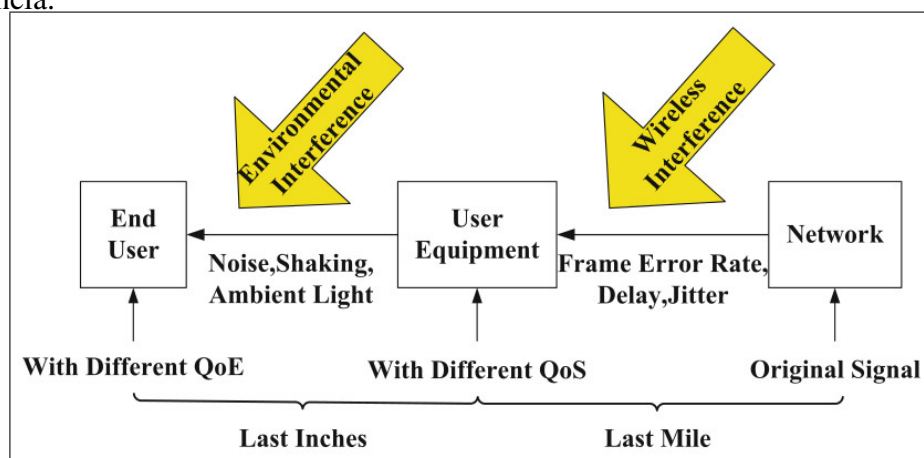 Environmental
Interference
Wireless
Interference
End
User
User
Equipment
Network
Noise,Shaking,
Ambient Light
Frame Error Rate,
Delay,Jitter
With Different QoE
With Different QoS
Original Signal
Last Inches
Last Mile